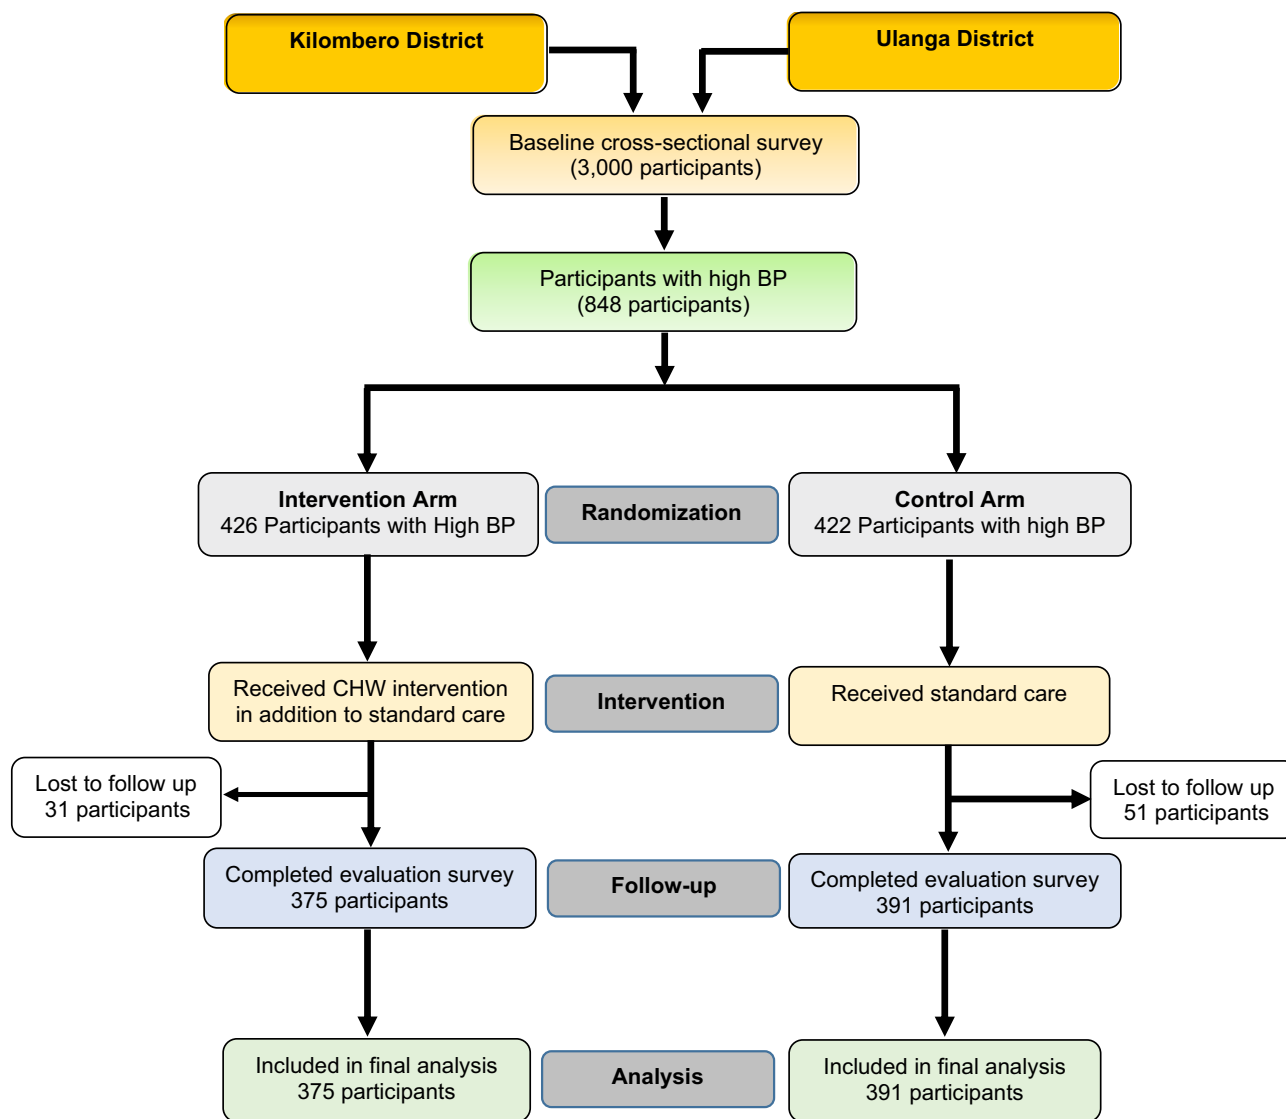 Kilombero District
Ulanga District
Baseline cross-sectional survey
(3,000 participants)
Participants with high BP
(848 participants)
Intervention Arm
426 Participants with High BP
Randomization
Control Arm
422 Participants with high BP
Received CHW intervention
in addition to standard care
Intervention
Received standard care
Lost to follow up
31 participants
Lost to follow up
51 participants
Completed evaluation survey
375 participants
Follow-up
Completed evaluation survey
391 participants
Included in final analysis
375 participants
Analysis
Included in final analysis
391 participants